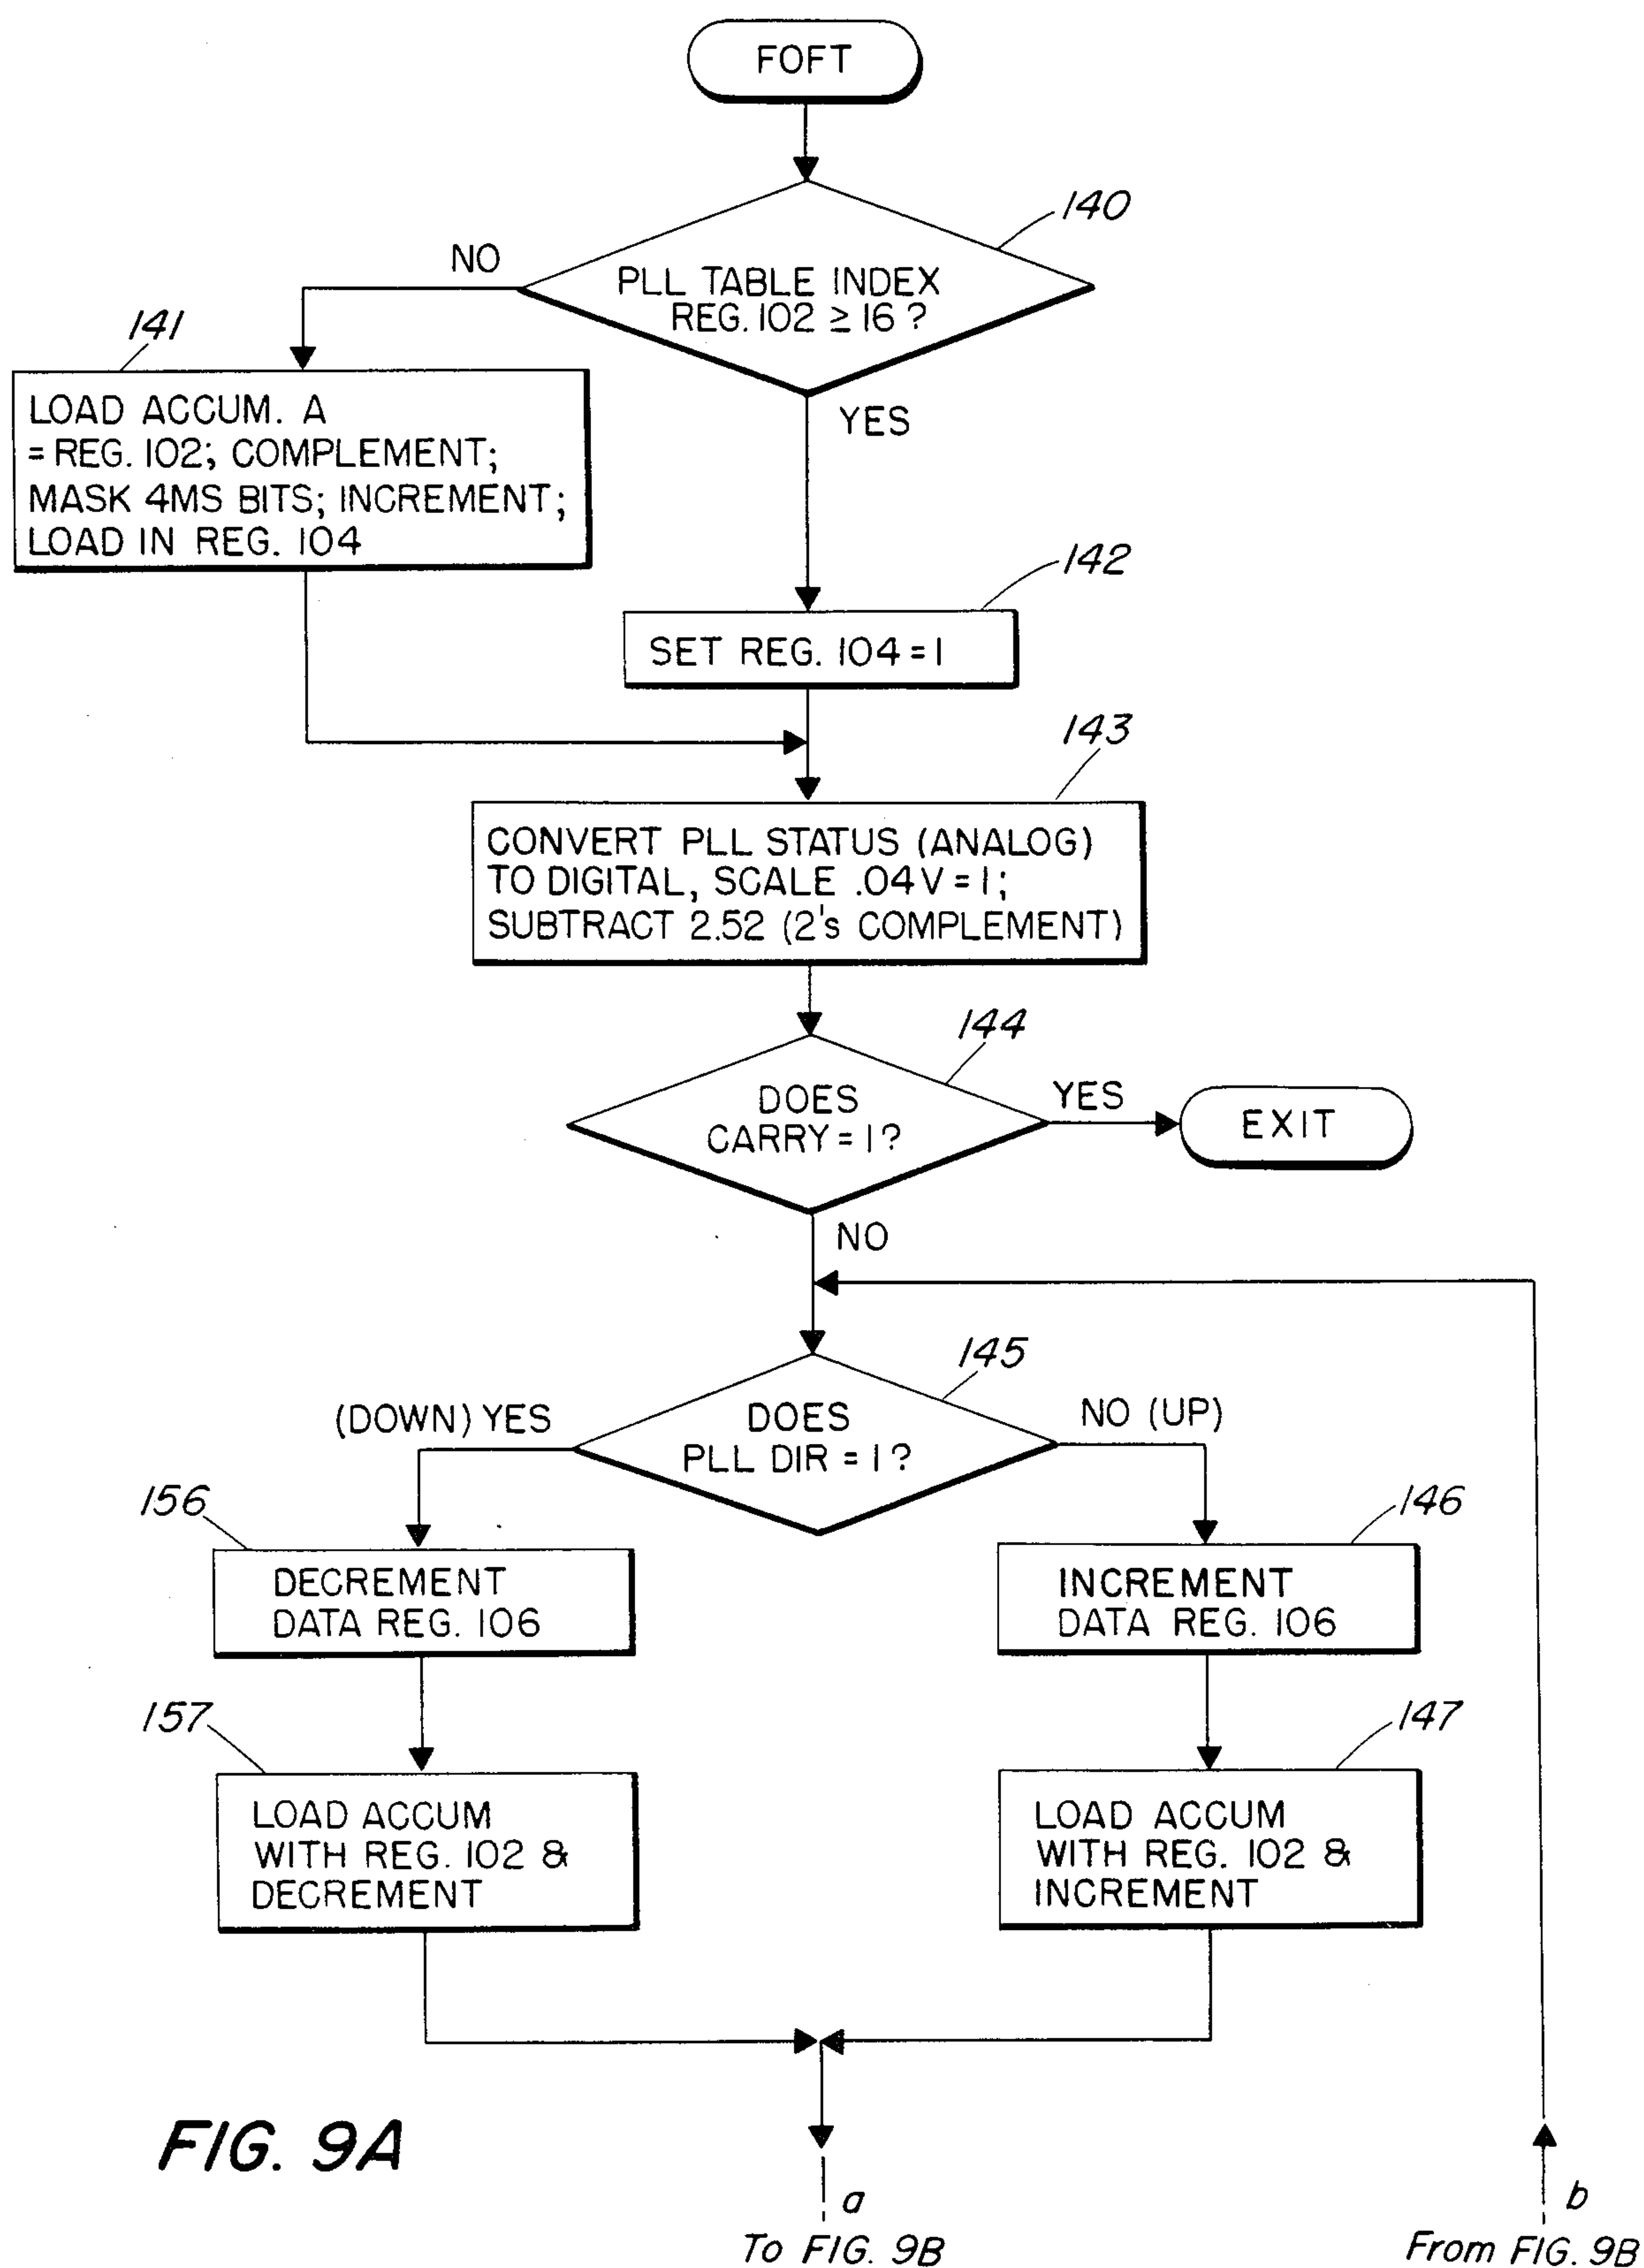 FOFT
140
NO
PLL TABLE INDEX
REG. 102 ≥ 16 ?
141
YES
LOAD ACCUM. A
= REG. 102; COMPLEMENT;
MASK 4MS BITS; INCREMENT;
LOAD IN REG. 104
142
SET REG. 104 = 1
143
CONVERT PLL STATUS (ANALOG)
TO DIGITAL, SCALE .04V = 1;
SUBTRACT 2.52 (2's COMPLEMENT)
144
DOES
CARRY = 1?
YES
EXIT
NO
145
(DOWN) YES
DOES
PLL DIR = 1?
NO (UP)
156
146
DECREMENT
DATA REG. 106
INCREMENT
DATA REG. 106
157
147
LOAD ACCUM
WITH REG. 102 &
DECREMENT
LOAD ACCUM
WITH REG. 102 &
INCREMENT
FIG. 9A
a
To FIG. 9B
b
From FIG. 9B